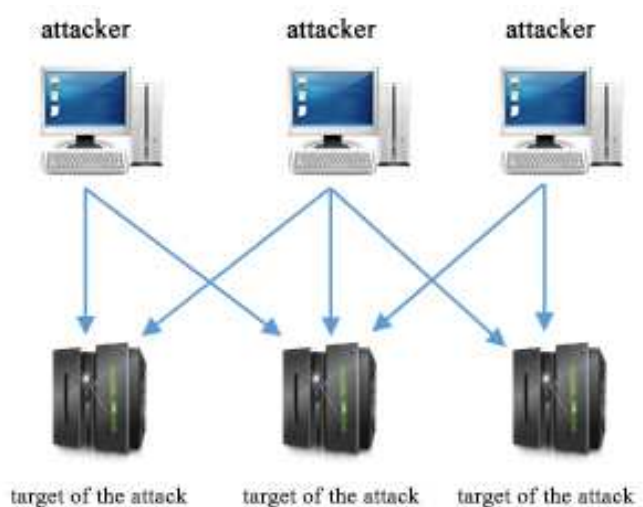 attacker attacker attacker
target of the attack target of the attack target of the attack